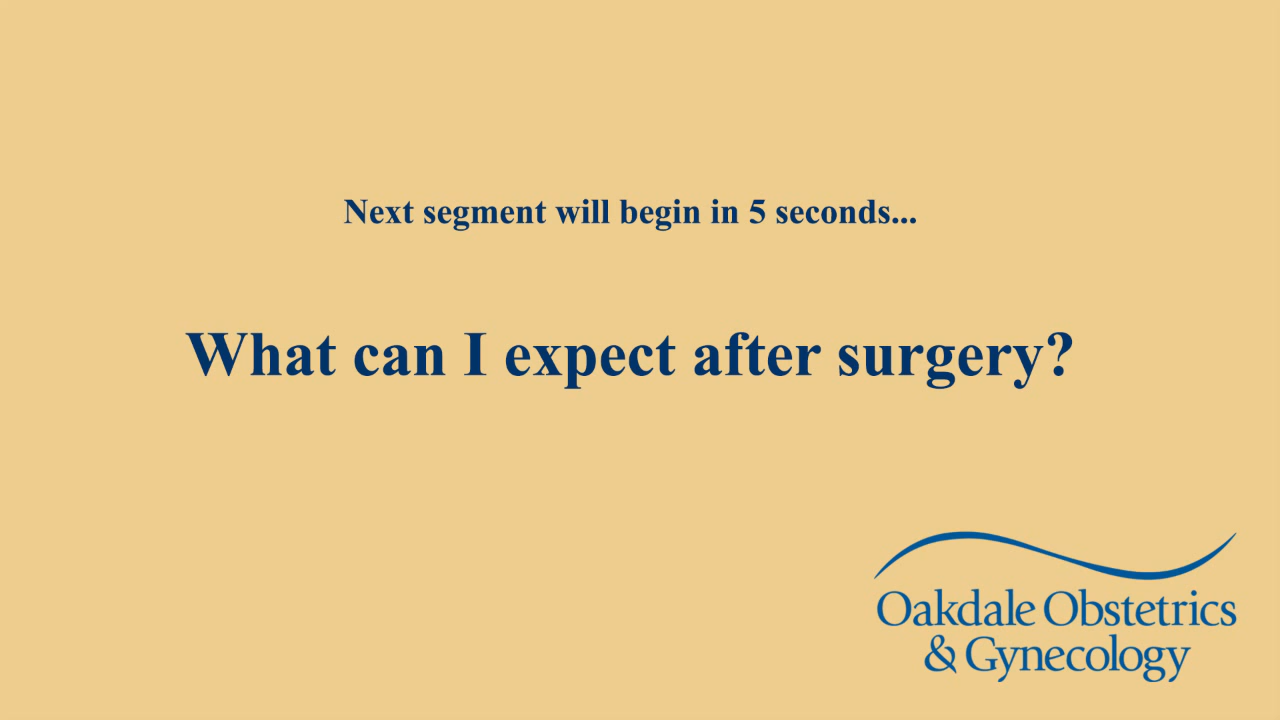 Next segment will begin in 5 seconds...
What can I expect after surgery?
Oakdale Obstetrics
& Gynecology